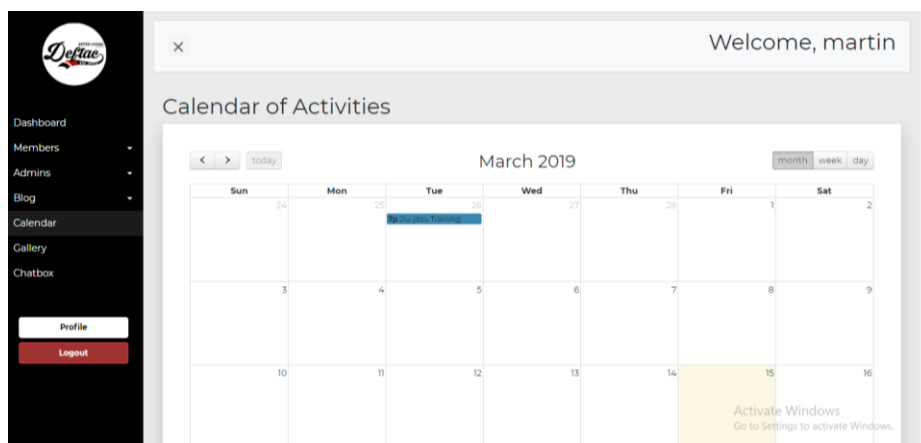 Deftac
×
Welcome, martin
Calendar of Activities
Dashboard
Members
Admins
Blog
Calendar
Gallery
Chatbox
Profile
Logout
< > today
March 2019
month week day
Sun Mon Tue Wed Thu Fri Sat
24 25 26 27 28 1 2
7p Jiu-jitsu Training
3 4 5 6 7 8 9
10 11 12 13 14 15 16
Activate Windows
Go to Settings to activate Windows.